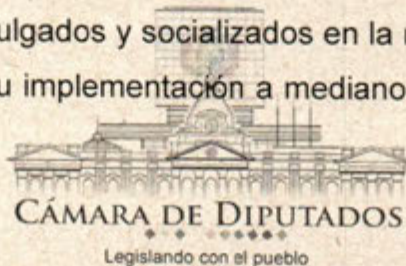 ulgados y socializados en la
u implementación a mediano
CÁMARA DE DIPUTADOS
Legislando con el pueblo